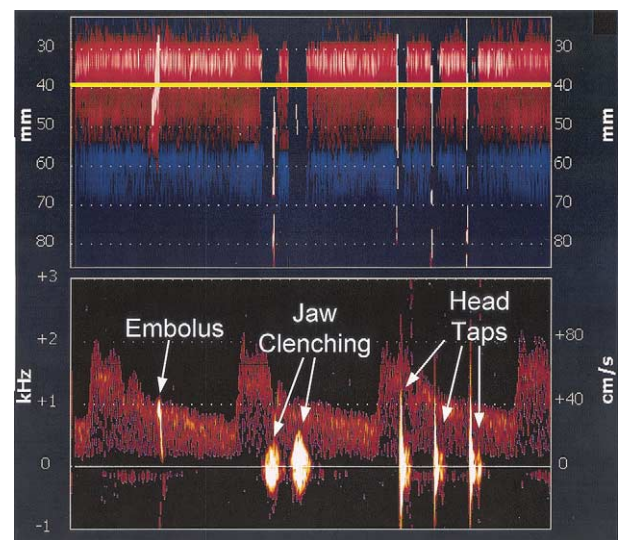 30 30
40 40
mm mm
50 50
60 60
70 70
80 80
+3
Embolus
Jaw
Clenching
Head
Taps
+2 +80
kHz cm/s
+1 +40
0 0
-1